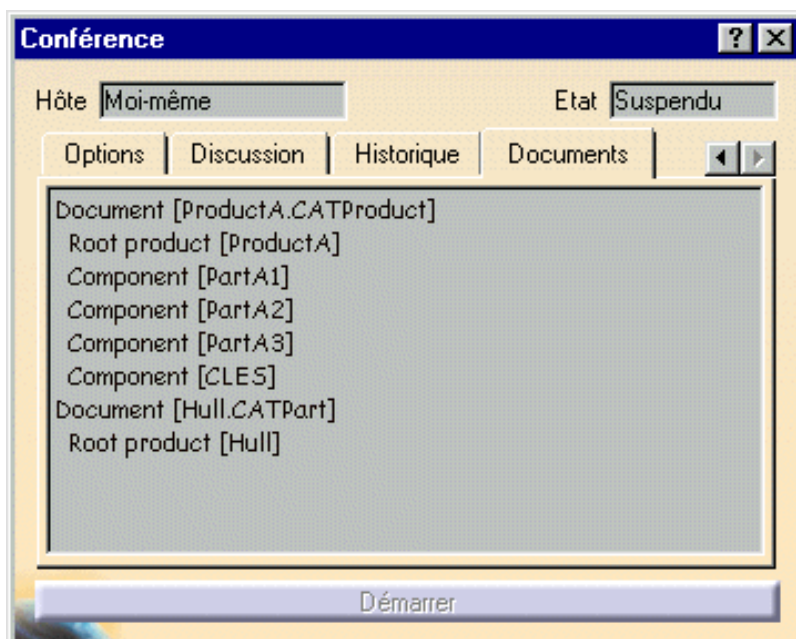 Conférence
Hôte Moi-même Etat Suspendu
Options Discussion Historique Documents
Document [ProductA.CATProduct]
Root product [ProductA]
Component [PartA1]
Component [PartA2]
Component [PartA3]
Component [CLES]
Document [Hull.CATPart]
Root product [Hull]
Démarrer